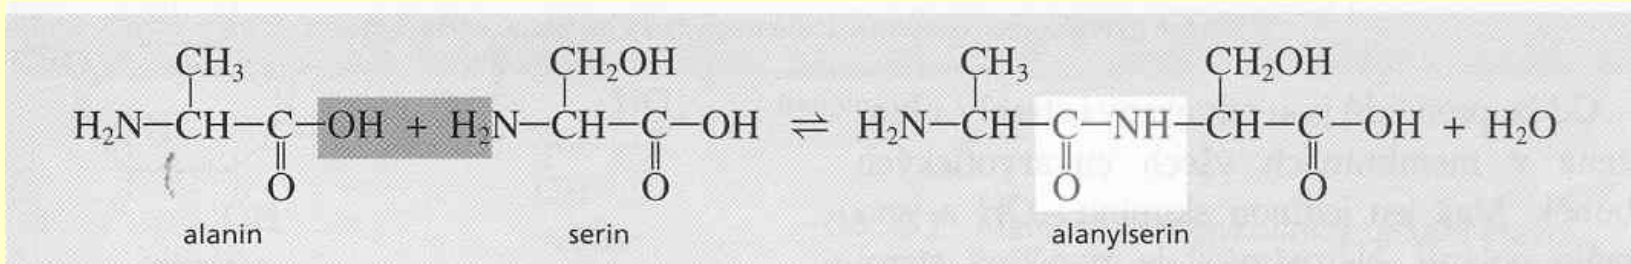 CH₃ CH₂OH CH₃ CH₂OH
H₂N—CH—C—OH + H₂N—CH—C—OH ⇌ H₂N—CH—C—NH—CH—C—OH + H₂O
O O O O
alanin serin alanylserin